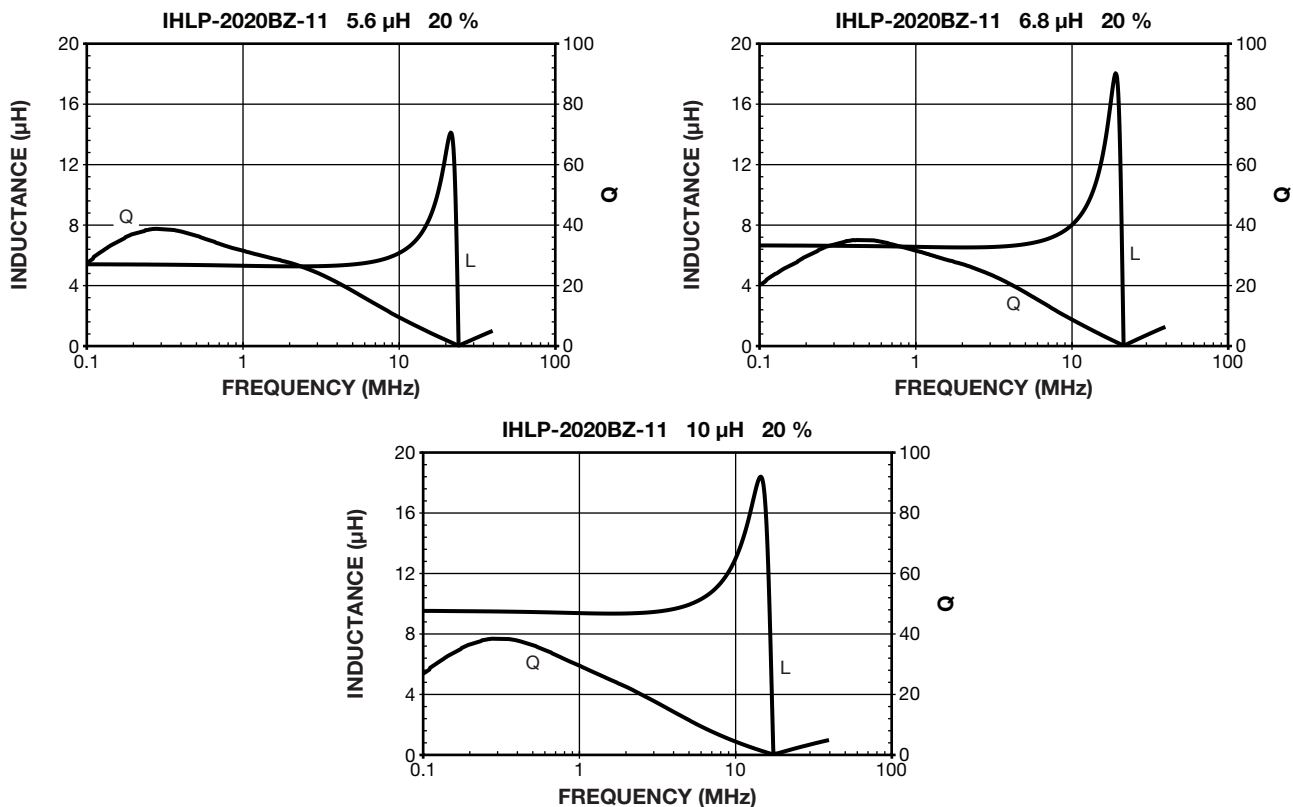 IHLP-2020BZ-11 5.6 µH 20 %
INDUCTANCE (µH)
20
16
12
8
4
0
Q
L
100
80
60
40
20
0
Q
0.1 1 10 100
FREQUENCY (MHz)
IHLP-2020BZ-11 6.8 µH 20 %
INDUCTANCE (µH)
20
16
12
8
4
0
L
Q
100
80
60
40
20
0
Q
0.1 1 10 100
FREQUENCY (MHz)
IHLP-2020BZ-11 10 µH 20 %
INDUCTANCE (µH)
20
16
12
8
4
0
Q
L
100
80
60
40
20
0
Q
0.1 1 10 100
FREQUENCY (MHz)